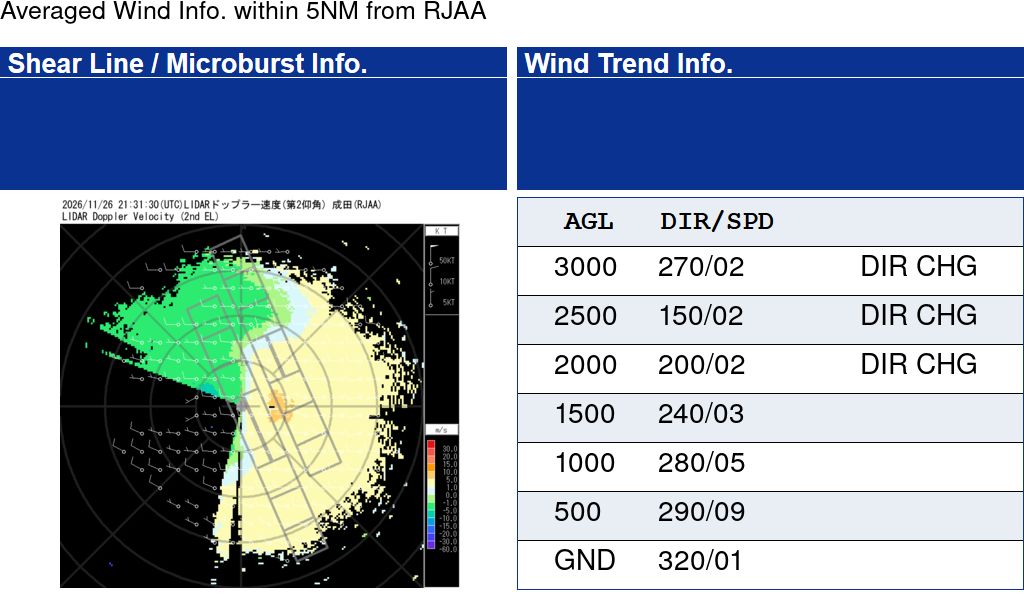 Averaged Wind Info. within 5NM from RJAA
Shear Line / Microburst Info.
Wind Trend Info.
2026/11/26 21:31:30(UTC)LIDARドップラー速度(第2仰角) 成田(RJAA)
LIDAR Doppler Velocity (2nd EL)
K T
50KT
10KT
5KT
m/s
30.0
20.0
15.0
10.0
5.0
4.0
1.0
0.0
-1.0
-5.0
-10.0
-15.0
-20.0
-30.0
-60.0
AGL DIR/SPD
3000 270/02 DIR CHG
2500 150/02 DIR CHG
2000 200/02 DIR CHG
1500 240/03
1000 280/05
500 290/09
GND 320/01